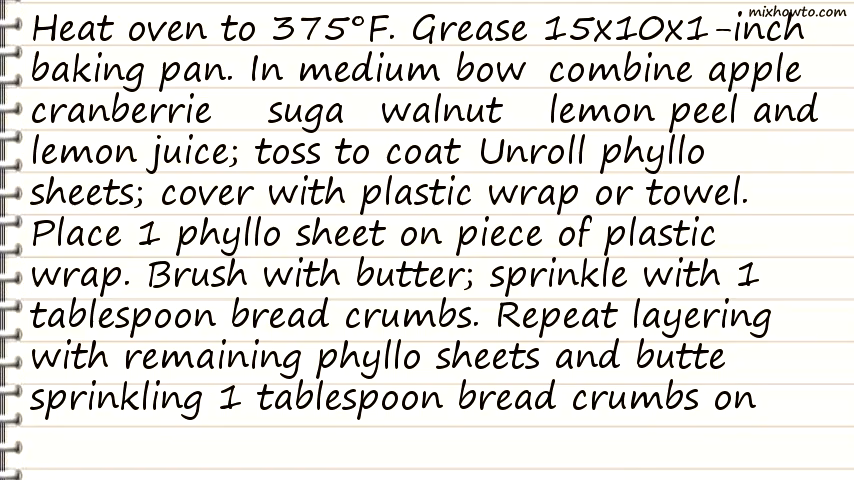 mixhowto.com
Heat oven to 375°F. Grease 15x10x1-inch
baking pan. In medium bow combine apple
cranberrie suga walnut lemon peel and
lemon juice; toss to coat Unroll phyllo
sheets; cover with plastic wrap or towel.
Place 1 phyllo sheet on piece of plastic
wrap. Brush with butter; sprinkle with 1
tablespoon bread crumbs. Repeat layering
with remaining phyllo sheets and butte
sprinkling 1 tablespoon bread crumbs on